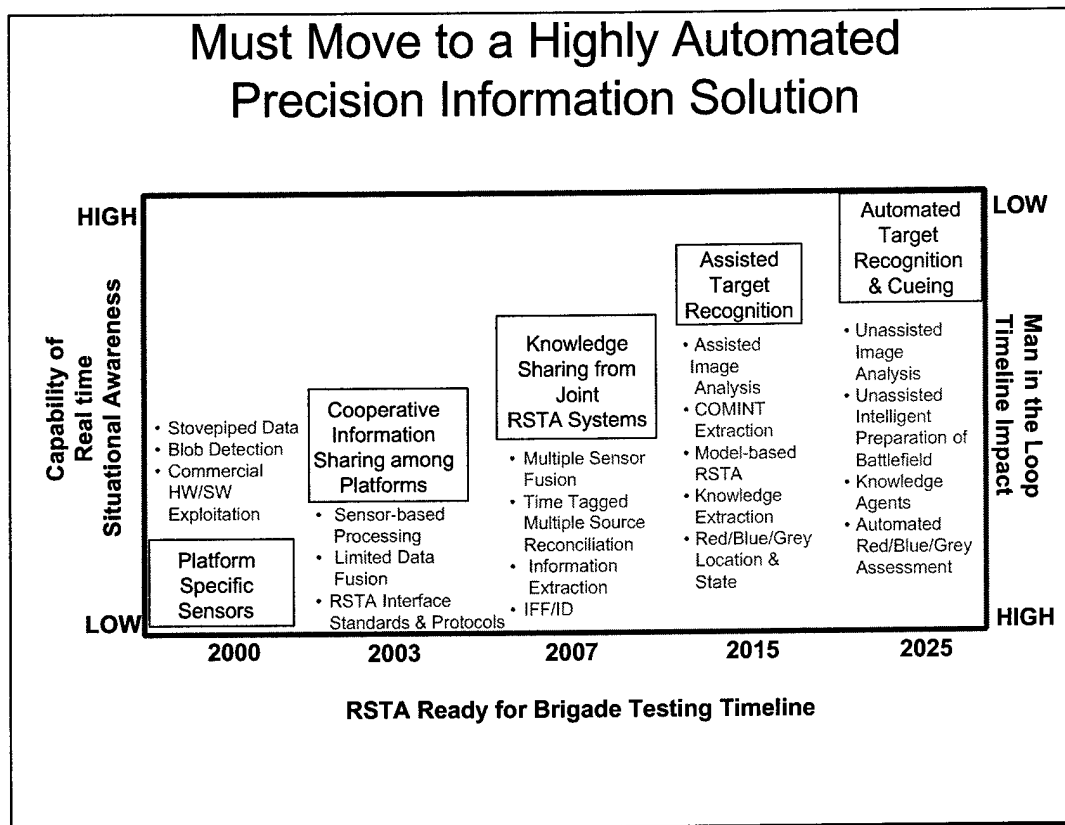 Must Move to a Highly Automated
Precision Information Solution
HIGH
LOW
Capability of
Real time
Situational Awareness
Man in the Loop
Timeline Impact
• Stovepiped Data
• Blob Detection
• Commercial
HW/SW
Exploitation
Platform
Specific
Sensors
Cooperative
Information
Sharing among
Platforms
• Sensor-based
Processing
• Limited Data
Fusion
• RSTA Interface
Standards & Protocols
Knowledge
Sharing from
Joint
RSTA Systems
• Multiple Sensor
Fusion
• Time Tagged
Multiple Source
Reconciliation
• Information
Extraction
• IFF/ID
Assisted
Target
Recognition
• Assisted
Image
Analysis
• COMINT
Extraction
• Model-based
RSTA
• Knowledge
Extraction
• Red/Blue/Grey
Location &
State
Automated
Target
Recognition
& Cueing
• Unassisted
Image
Analysis
• Unassisted
Intelligent
Preparation of
Battlefield
• Knowledge
Agents
• Automated
Red/Blue/Grey
Assessment
LOW
HIGH
2000
2003
2007
2015
2025
RSTA Ready for Brigade Testing Timeline